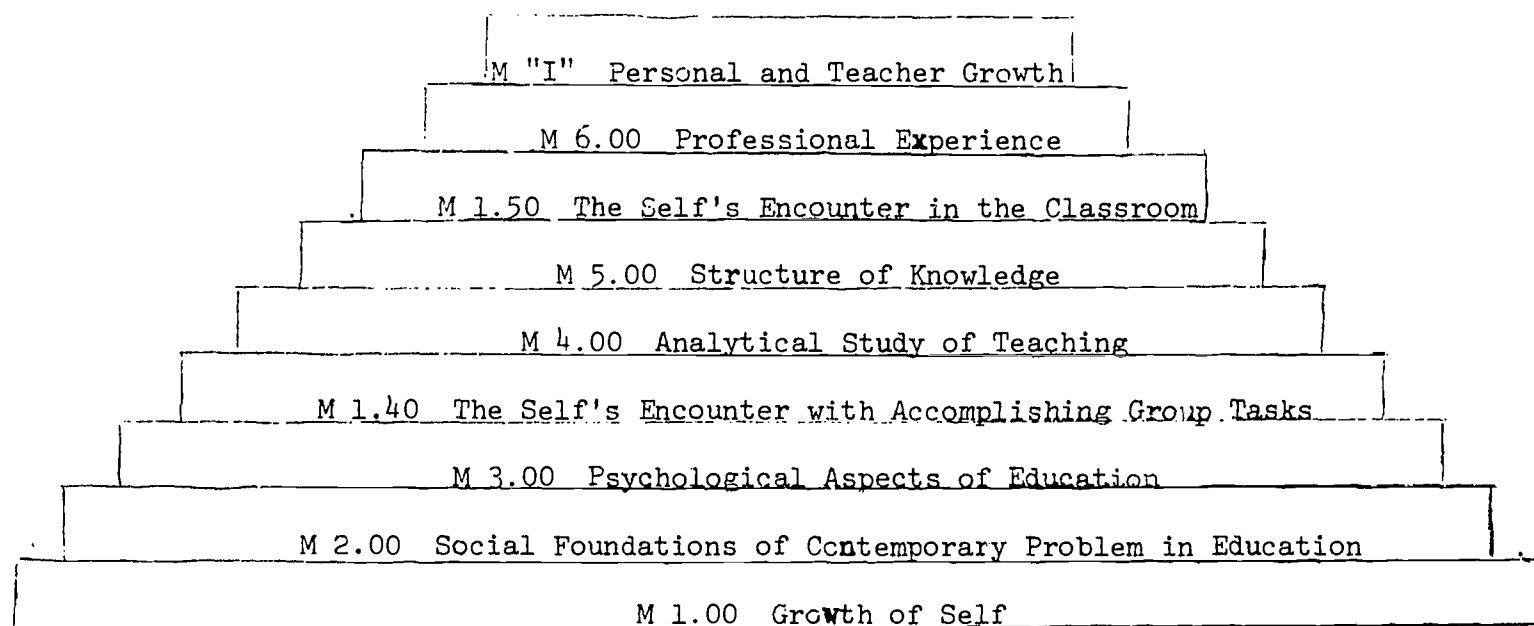 M "I" Personal and Teacher Growth
M 6.00 Professional Experience
M 1.50 The Self's Encounter in the Classroom
M 5.00 Structure of Knowledge
M 4.00 Analytical Study of Teaching
M 1.40 The Self's Encounter with Accomplishing Group Tasks
M 3.00 Psychological Aspects of Education
M 2.00 Social Foundations of Contemporary Problem in Education
M 1.00 Growth of Self